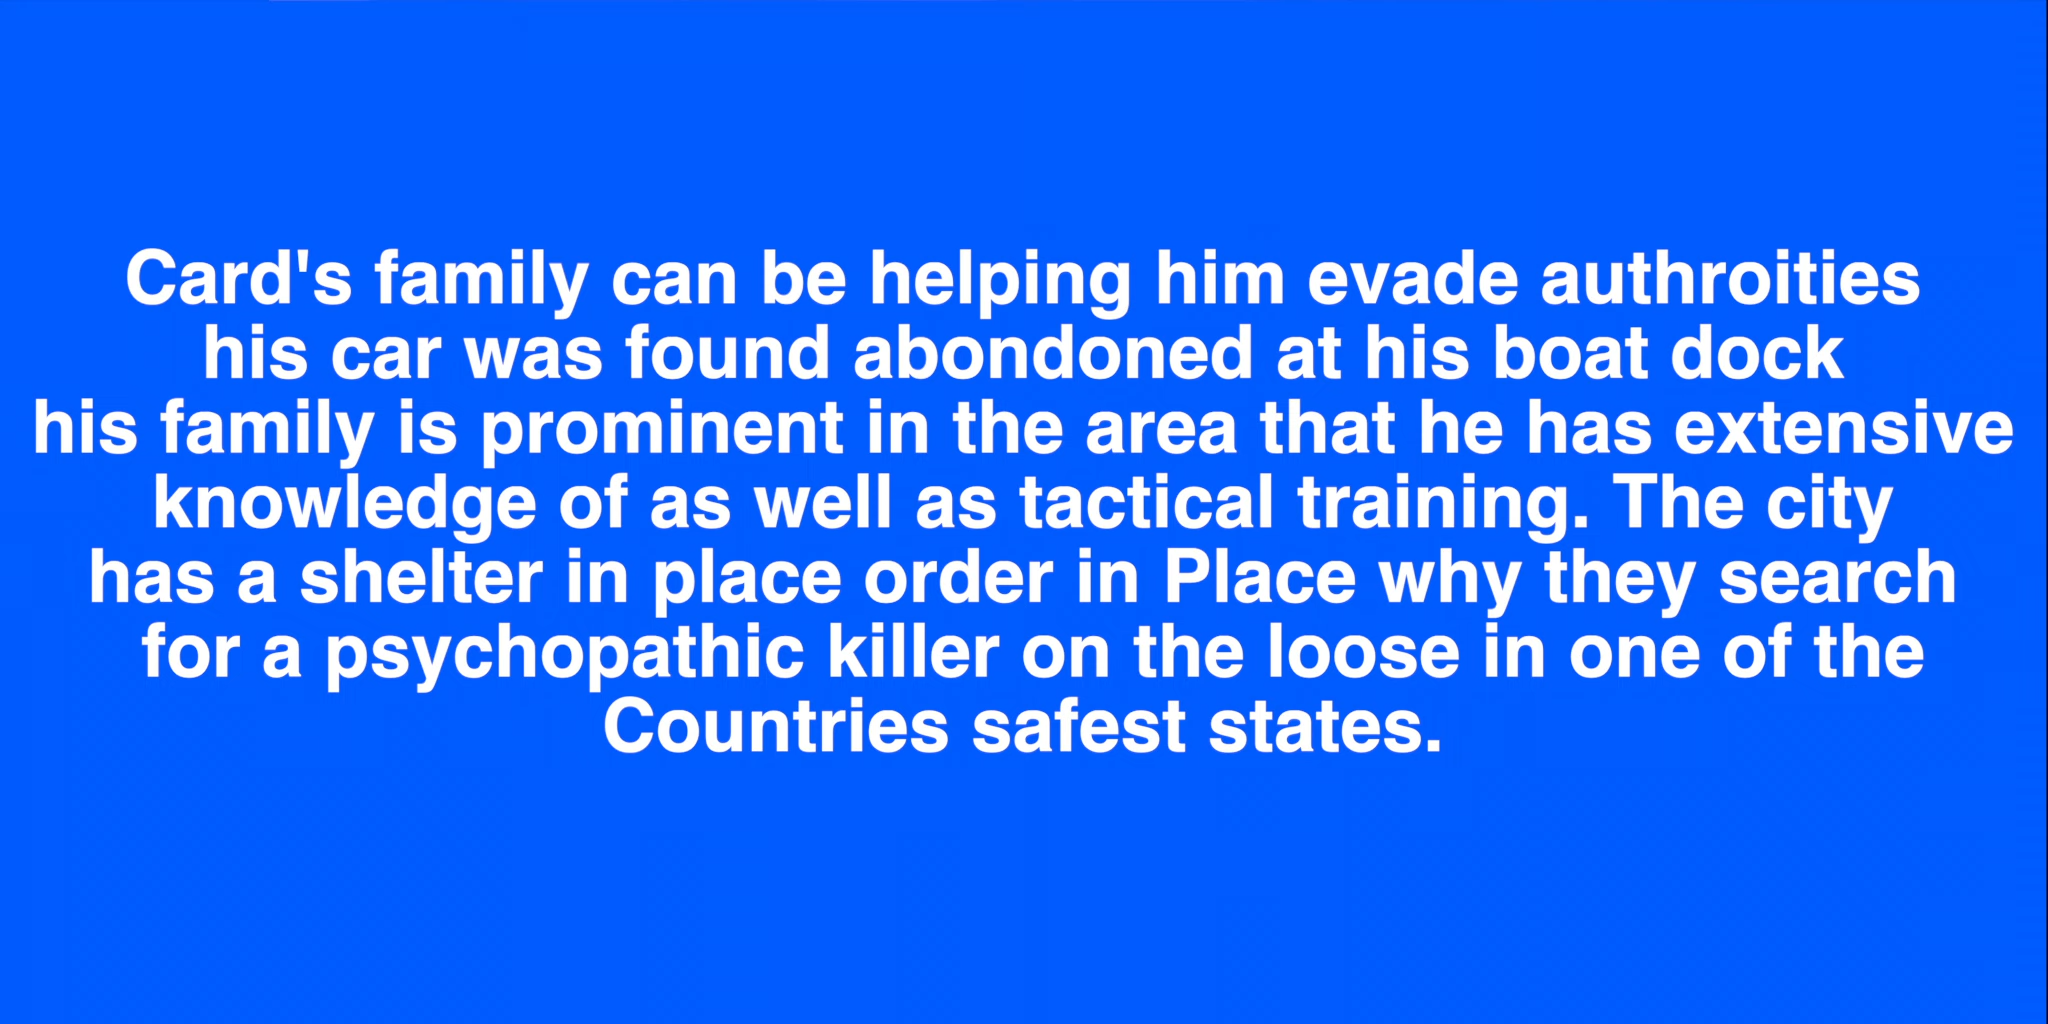 Card's family can be helping him evade authroities
his car was found abondoned at his boat dock
his family is prominent in the area that he has extensive
knowledge of as well as tactical training. The city
has a shelter in place order in Place why they search
for a psychopathic killer on the loose in one of the
Countries safest states.